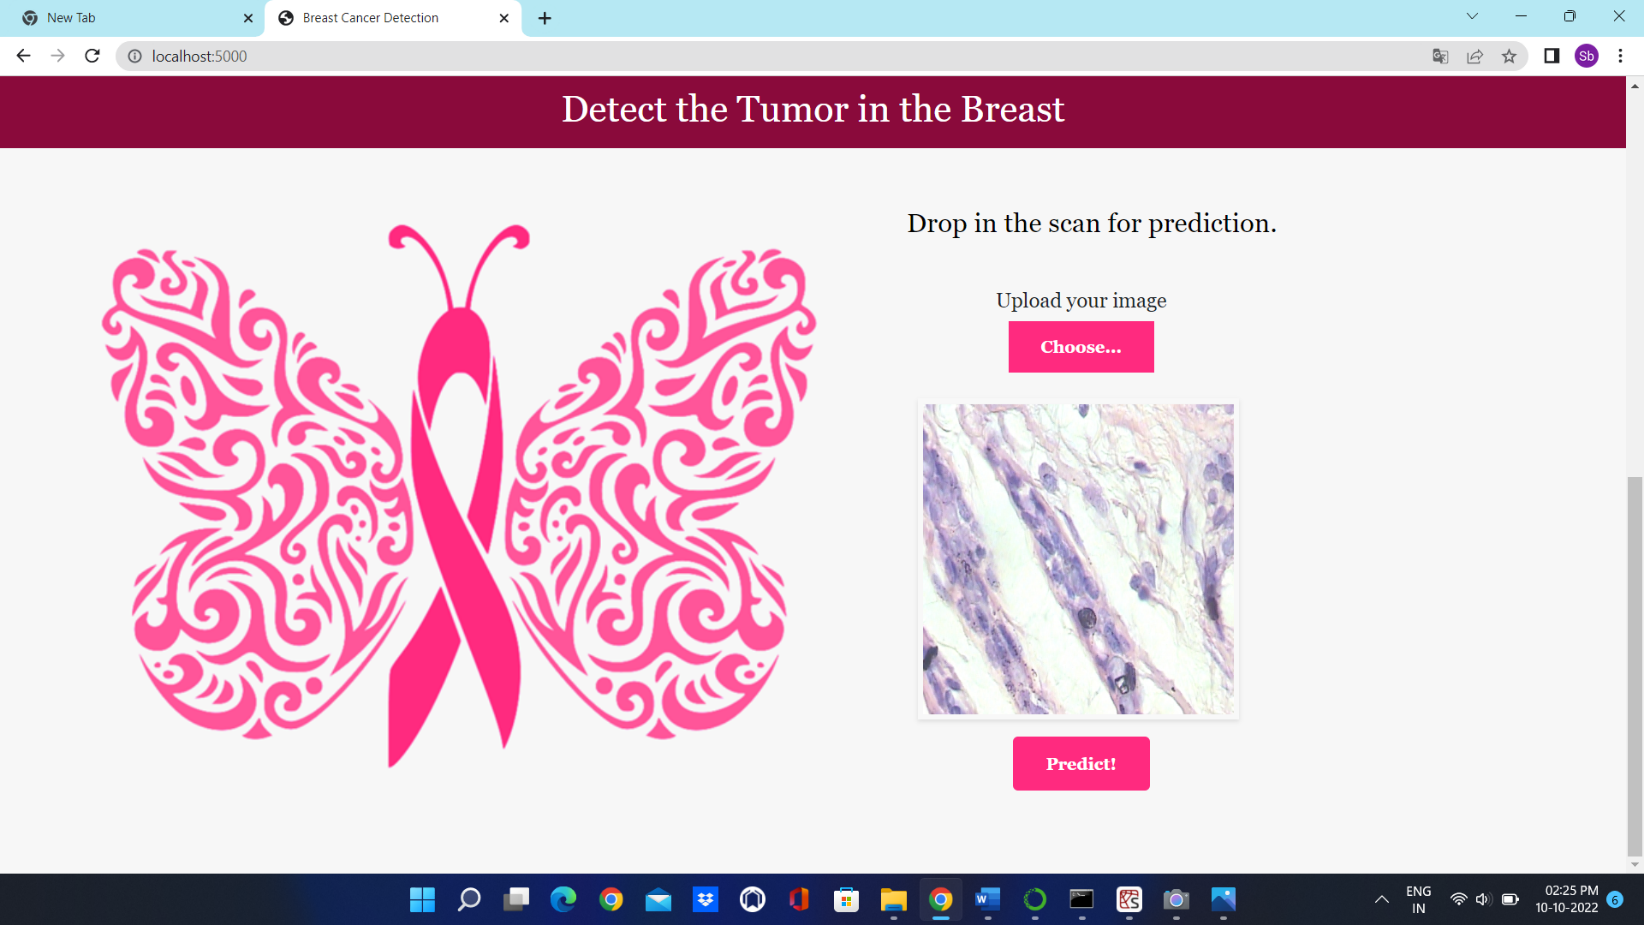 New Tab
Breast Cancer Detection
localhost:5000
Sb
Detect the Tumor in the Breast
Drop in the scan for prediction.
Upload your image
Choose...
Predict!
W
ENG
IN
02:25 PM
10-10-2022
6